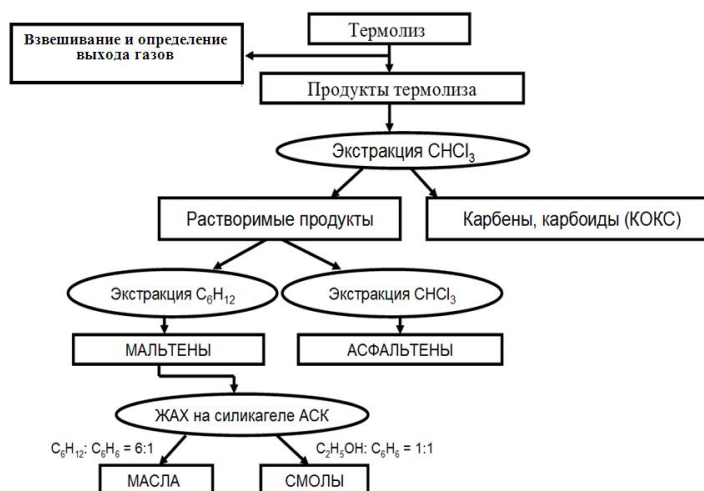 Термолиз
Взвешивание и определение
выхода газов
Продукты термолиза
Экстракция CHCl₃
Растворимые продукты
Карбены, карбоиды (КОКС)
Экстракция C₆H₁₂
Экстракция CHCl₃
МАЛЬТЕНЫ
АСФАЛЬТЕНЫ
ЖАХ на силикагеле АСК
C₆H₁₂: C₆H₆ = 6:1
C₂H₅OH: C₆H₆ = 1:1
МАСЛА
СМОЛЫ